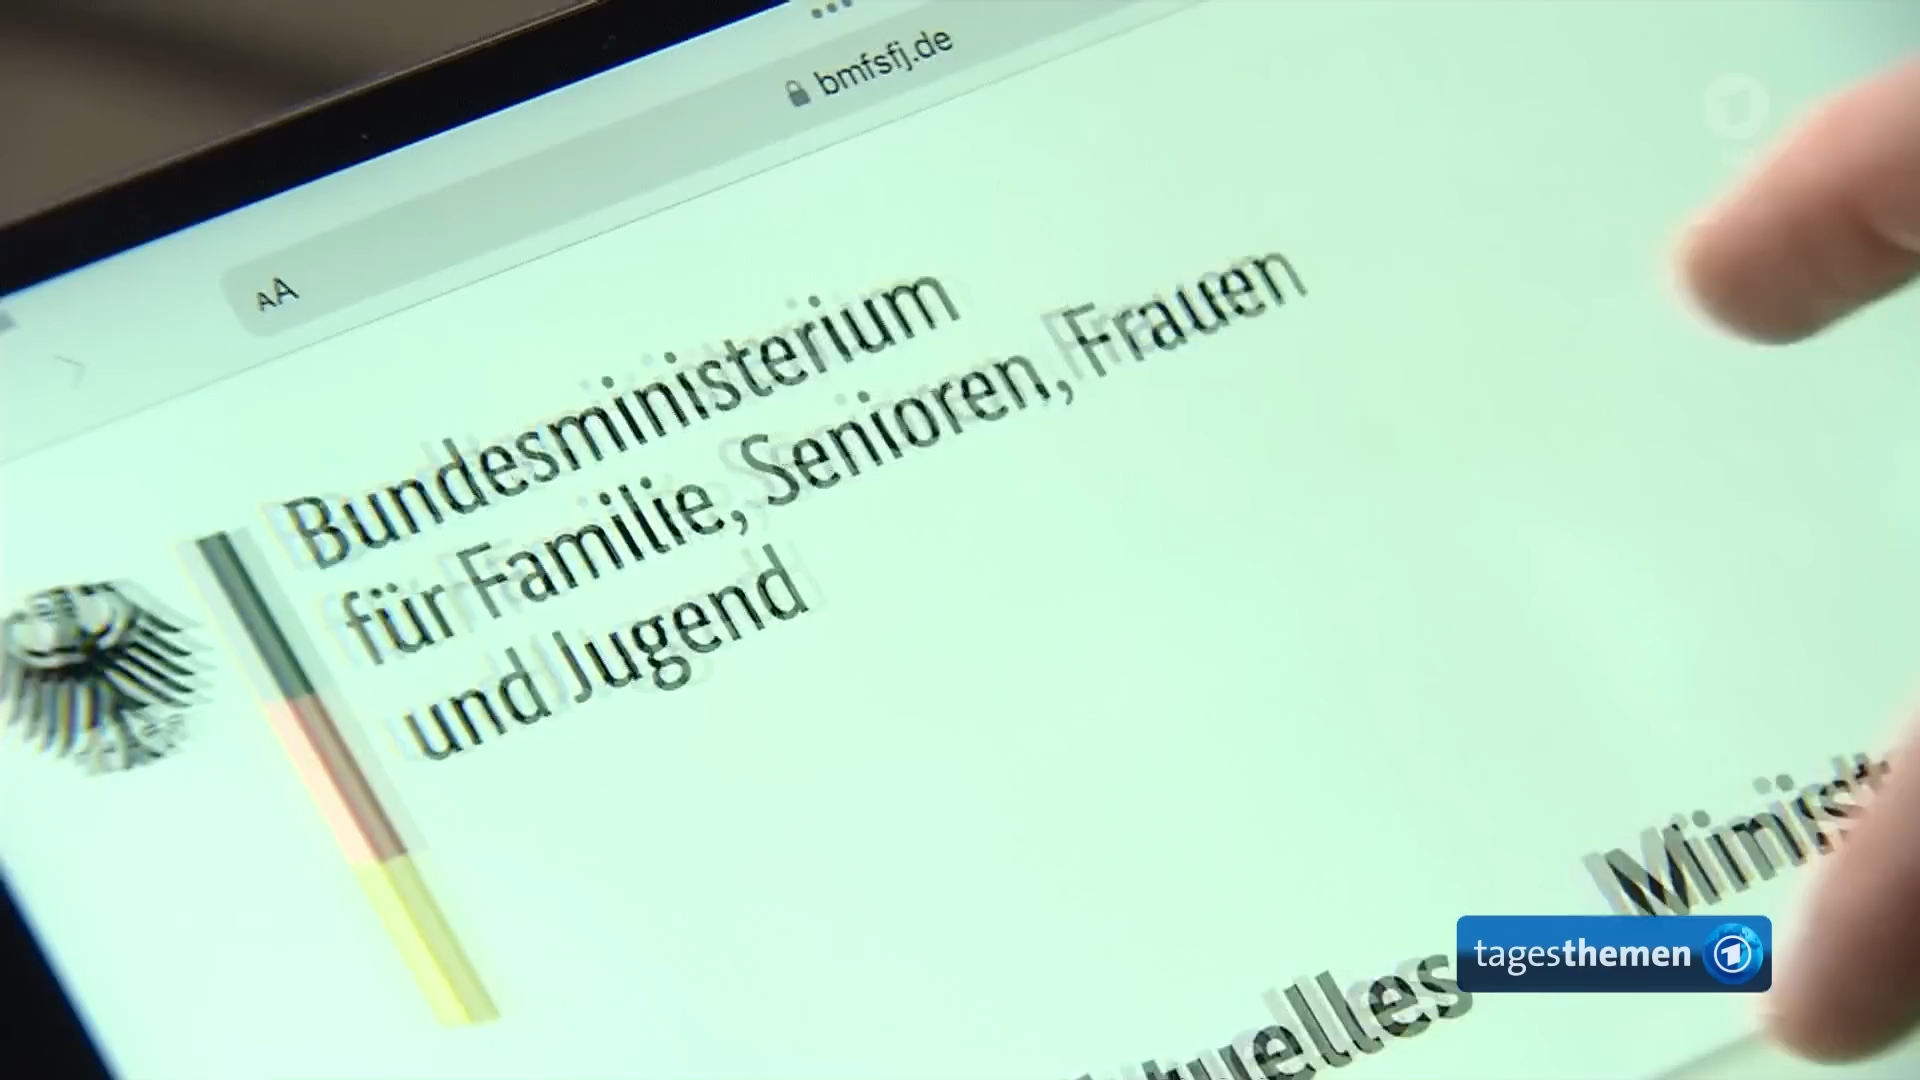 bmfsfj.de
AA
Bundesministerium
für Familie, Senioren, Frauen
und Jugend
tagesthemen